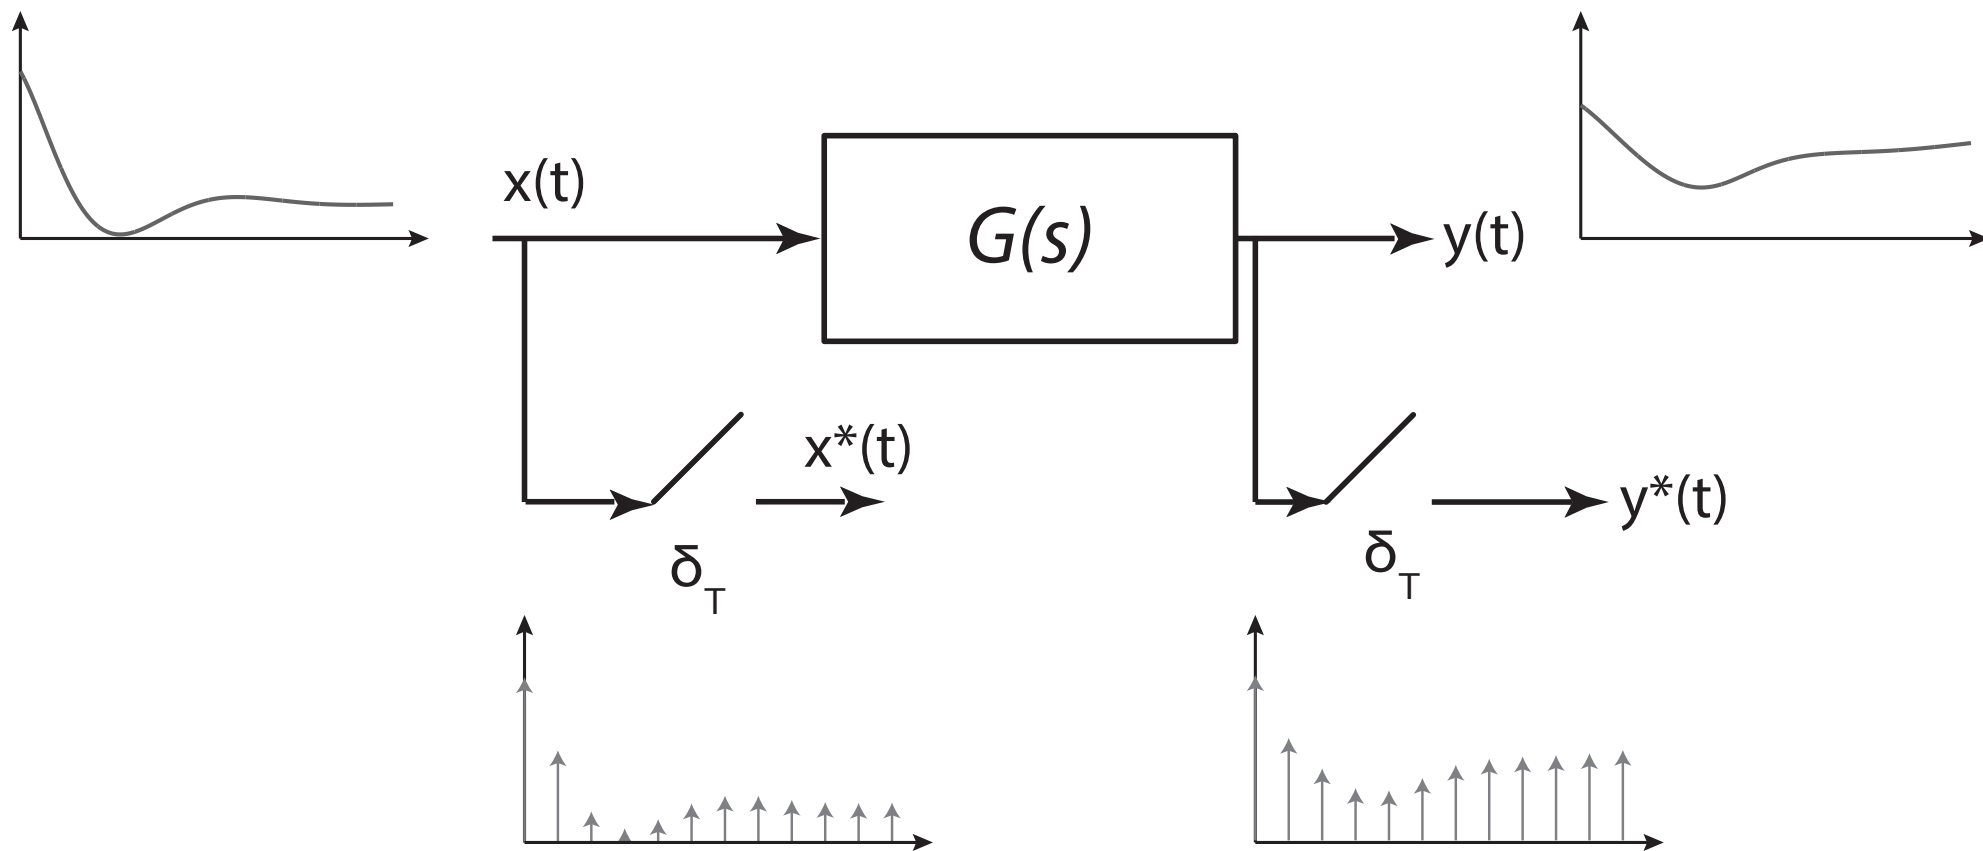 x(t)
G(s)
y(t)
x*(t)
y*(t)
δT
δT